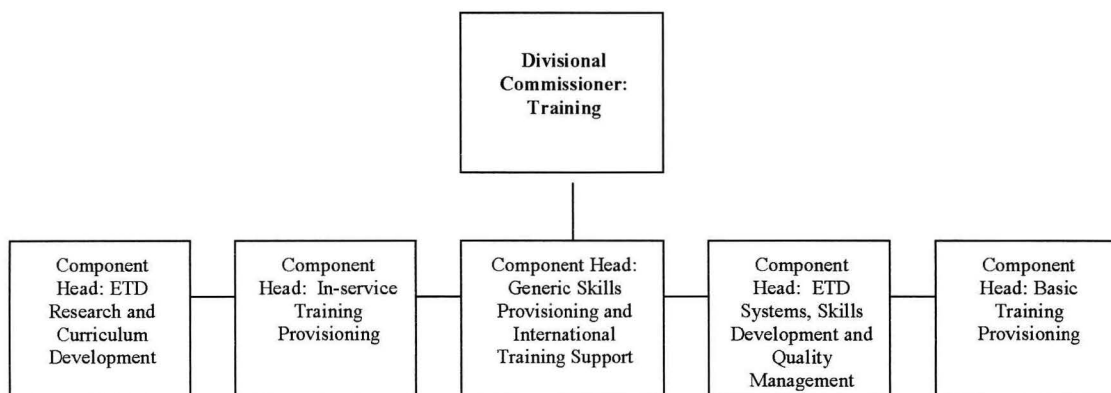 Divisional
Commissioner:
Training
Component
Head: ETD
Research and
Curriculum
Development
Component
Head: In-service
Training
Provisioning
Component Head:
Generic Skills
Provisioning and
International
Training Support
Component
Head: ETD
Systems, Skills
Development and
Quality
Management
Component
Head: Basic
Training
Provisioning